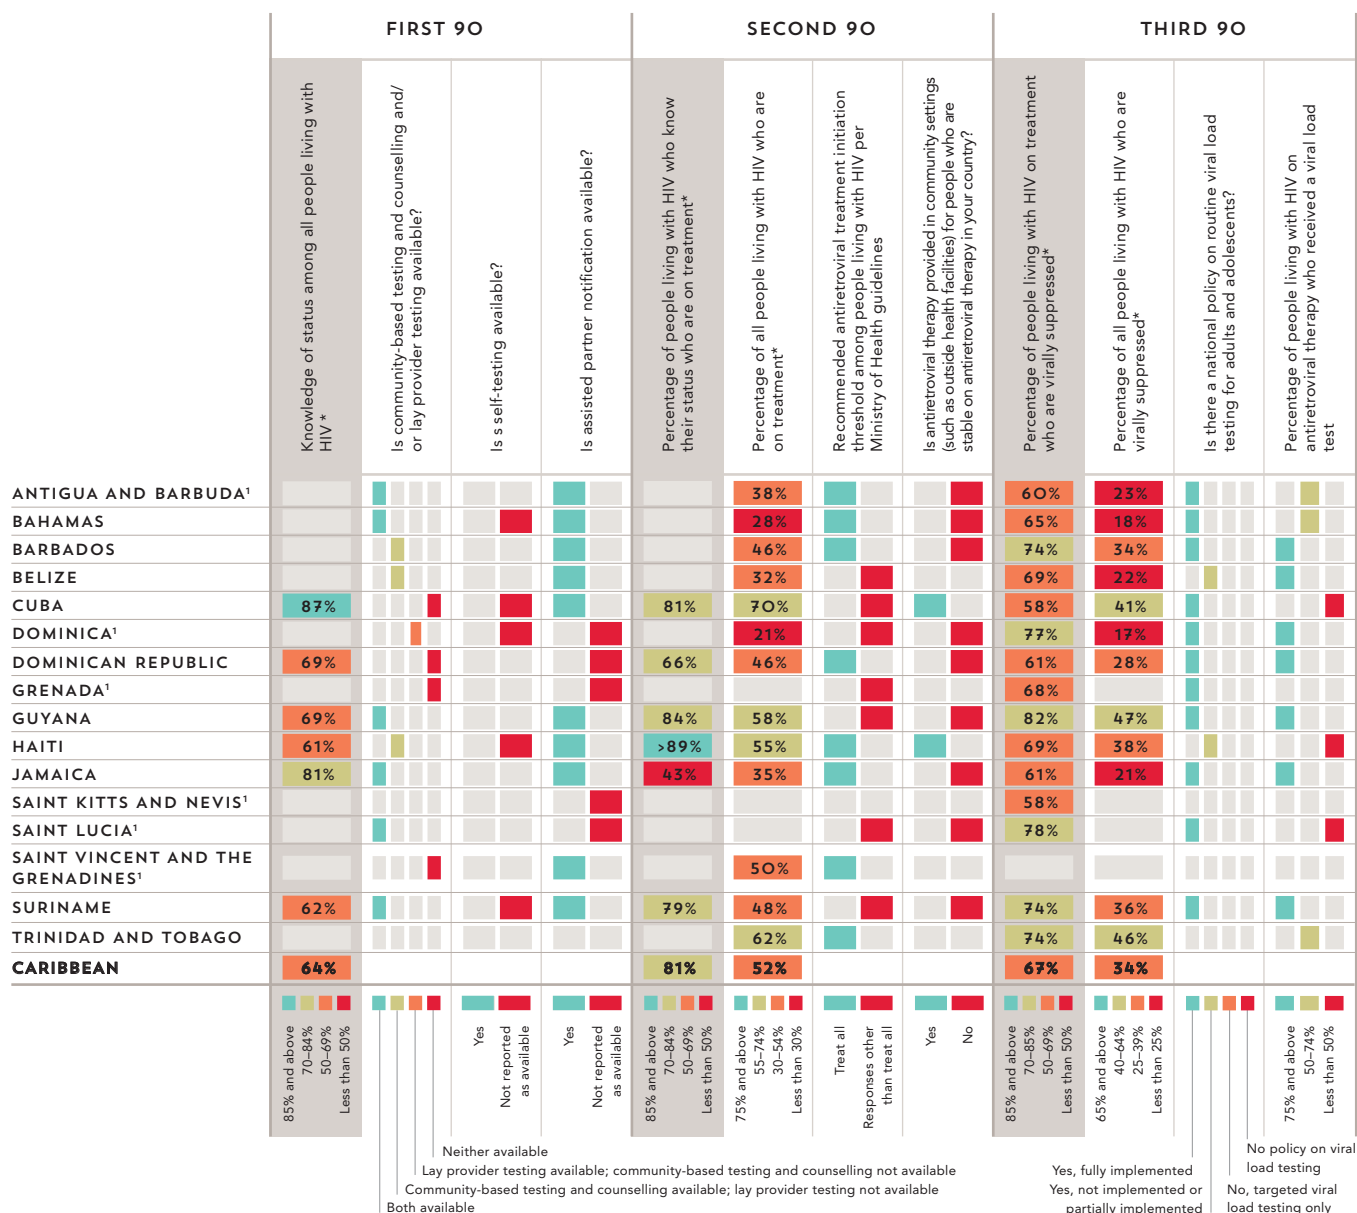 FIRST 90
SECOND 90
THIRD 90
Knowledge of status among all people living with
HIV*
Is community-based testing and counselling and/
or lay provider testing available?
Is s self-testing available?
Is assisted partner notification available?
Percentage of people living with HIV who know
their status who are on treatment*
Percentage of all people living with HIV who are
on treatment*
Recommended antiretroviral treatment initiation
threshold among people living with HIV per
Ministry of Health guidelines
Is antiretroviral therapy provided in community settings
(such as outside health facilities) for people who are
stable on antiretroviral therapy in your country?
Percentage of people living with HIV on treatment
who are virally suppressed*
Percentage of all people living with HIV who are
virally suppressed*
Is there a national policy on routine viral load
testing for adults and adolescents?
Percentage of people living with HIV on
antiretroviral therapy who received a viral load
test
ANTIGUA AND BARBUDA¹ 38% 60% 23%
BAHAMAS 28% 65% 18%
BARBADOS 46% 74% 34%
BELIZE 32% 69% 22%
CUBA 87% 81% 70% 58% 41%
DOMINICA¹ 21% 77% 17%
DOMINICAN REPUBLIC 69% 66% 46% 61% 28%
GRENADA¹ 68%
GUYANA 69% 84% 58% 82% 47%
HAITI 61% >89% 55% 69% 38%
JAMAICA 81% 43% 35% 61% 21%
SAINT KITTS AND NEVIS¹ 58%
SAINT LUCIA¹ 78%
SAINT VINCENT AND THE
GRENADINES¹ 50%
SURINAME 62% 79% 48% 74% 36%
TRINIDAD AND TOBAGO 62% 74% 46%
CARIBBEAN 64% 81% 52% 67% 34%
85% and above
70–84%
50–69%
Less than 50%
Yes
Not reported
as available
Yes
Not reported
as available
85% and above
70–84%
50–69%
Less than 50%
75% and above
55–74%
30–54%
Less than 30%
Treat all
Responses other
than treat all
Yes
No
85% and above
70–85%
50–69%
Less than 50%
65% and above
40–64%
25–39%
Less than 25%
75% and above
50–74%
Less than 50%
Neither available
Lay provider testing available; community-based testing and counselling not available
Community-based testing and counselling available; lay provider testing not available
Both available
Yes, fully implemented
Yes, not implemented or
partially implemented
No policy on viral
load testing
No, targeted viral
load testing only